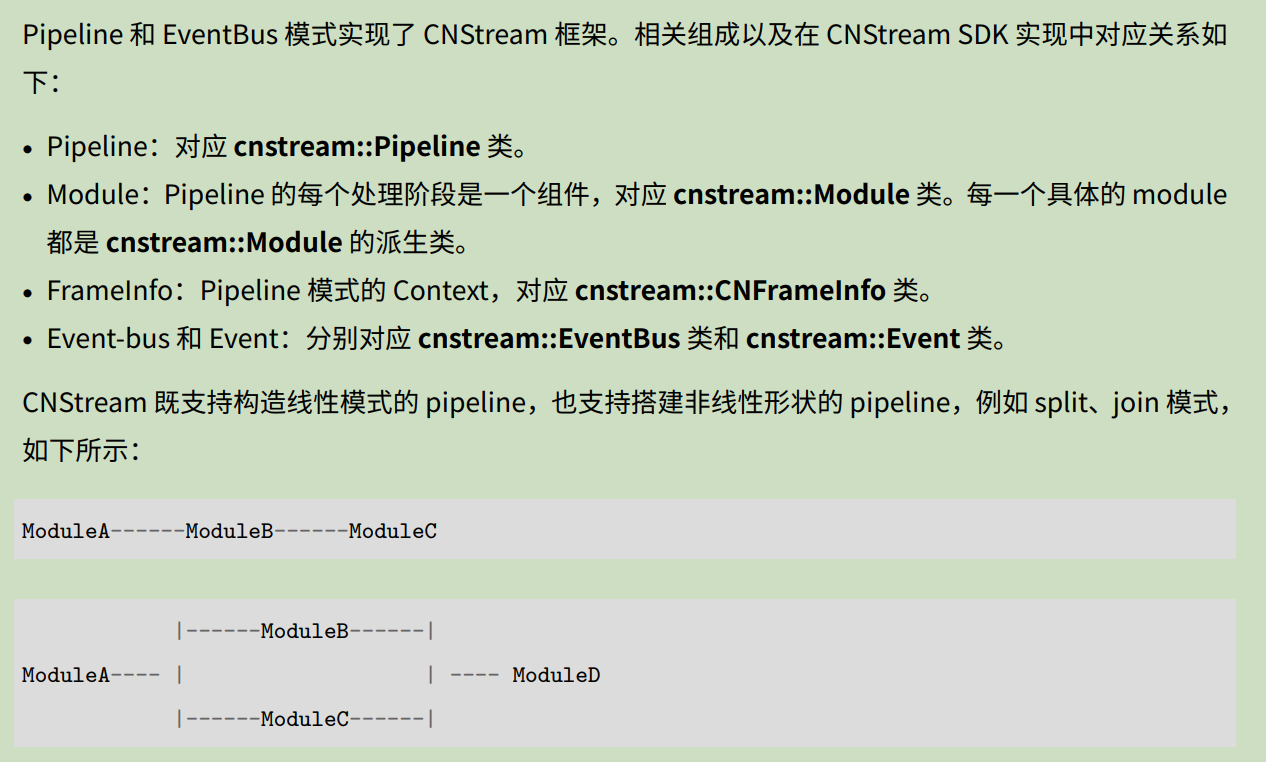 Pipeline 和 EventBus 模式实现了 CNStream 框架。相关组成以及在 CNStream SDK 实现中对应关系如
下：
• Pipeline：对应 cnstream::Pipeline 类。
• Module：Pipeline 的每个处理阶段是一个组件，对应 cnstream::Module 类。每一个具体的 module
都是 cnstream::Module 的派生类。
• FrameInfo：Pipeline 模式的 Context，对应 cnstream::CNFrameInfo 类。
• Event-bus 和 Event：分别对应 cnstream::EventBus 类和 cnstream::Event 类。
CNStream 既支持构造线性模式的 pipeline，也支持搭建非线性形状的 pipeline，例如 split、join 模式，
如下所示：
ModuleA------ModuleB------ModuleC
|------ModuleB------|
ModuleA---- |                    | ---- ModuleD
|------ModuleC------|